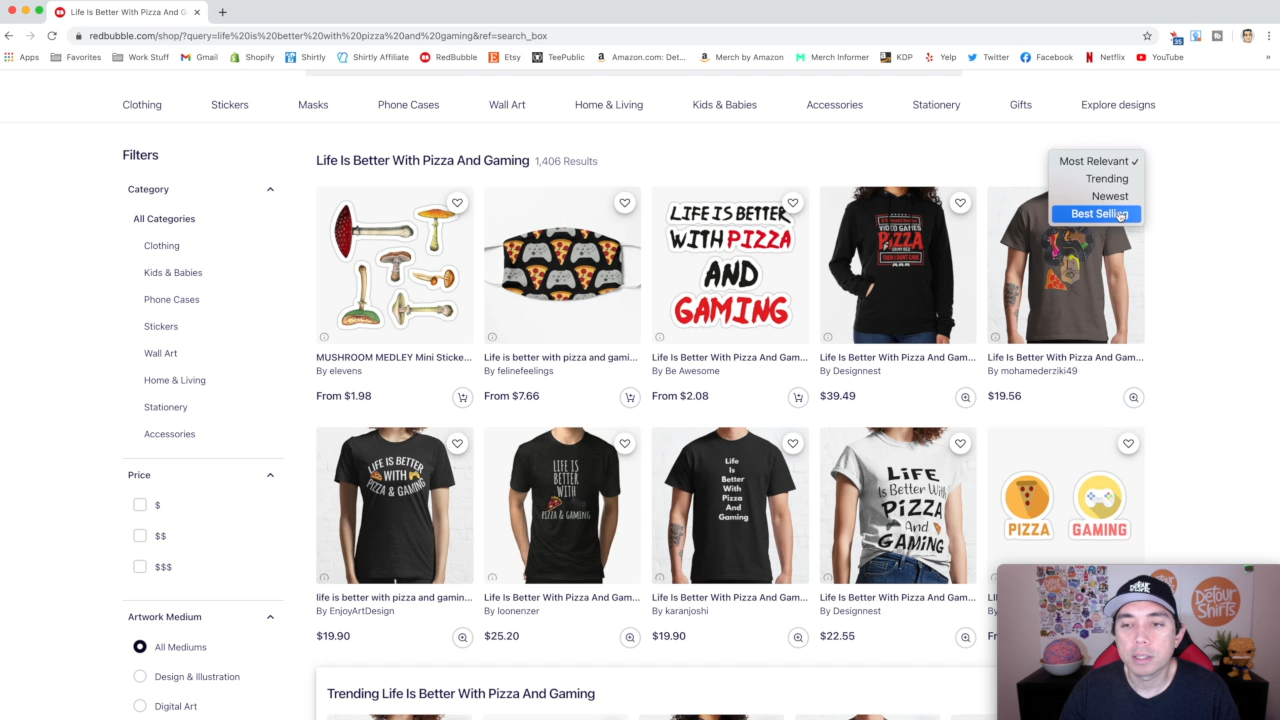 Life Is Better With Pizza And G
redbubble.com/shop/?query=life%20is%20better%20with%20pizza%20and%20gaming&ref=search_box
35
Apps Favorites Work Stuff Gmail Shopify Shirtly Shirtly Affiliate RedBubble Etsy TeePublic Amazon.com: Det... Merch by Amazon Merch Informer KDP Yelp Twitter Facebook Netflix YouTube »
Clothing Stickers Masks Phone Cases Wall Art Home & Living Kids & Babies Accessories Stationery Gifts Explore designs
Filters
Category
All Categories
Clothing
Kids & Babies
Phone Cases
Stickers
Wall Art
Home & Living
Stationery
Accessories
Price
$
$$
$$$
Artwork Medium
All Mediums
Design & Illustration
Digital Art
Life Is Better With Pizza And Gaming 1,406 Results
Most Relevant ✓
Trending
Newest
Best Selling
LIFE IS BETTER
WITH PIZZA
AND
GAMING
VIDEO GAMES
PIZZA
THEN I DON'T CARE
MUSHROOM MEDLEY Mini Sticke...
By elevens
From $1.98
Life is better with pizza and gami...
By felinefeelings
From $7.66
Life Is Better With Pizza And Gam...
By Be Awesome
From $2.08
Life Is Better With Pizza And Gam...
By Designnest
$39.49
Life Is Better With Pizza And Gam...
By mohamederziki49
$19.56
LIFE IS BETTER
WITH
PIZZA & GAMING
LIFE IS
BETTER
WITH
PIZZA & GAMING
Life
Is
Better
With
Pizza
And
Gaming
LiFE
Is Better With
PiZZA
And
GAMiNG
PIZZA GAMING
life is better with pizza and gamin...
By EnjoyArtDesign
$19.90
Life Is Better With Pizza And Gam...
By loonenzer
$25.20
Life Is Better With Pizza And Gam...
By karanjoshi
$19.90
Life Is Better With Pizza And Gam...
By Designnest
$22.55
Trending Life Is Better With Pizza And Gaming
DeTOUR
SHIRTS